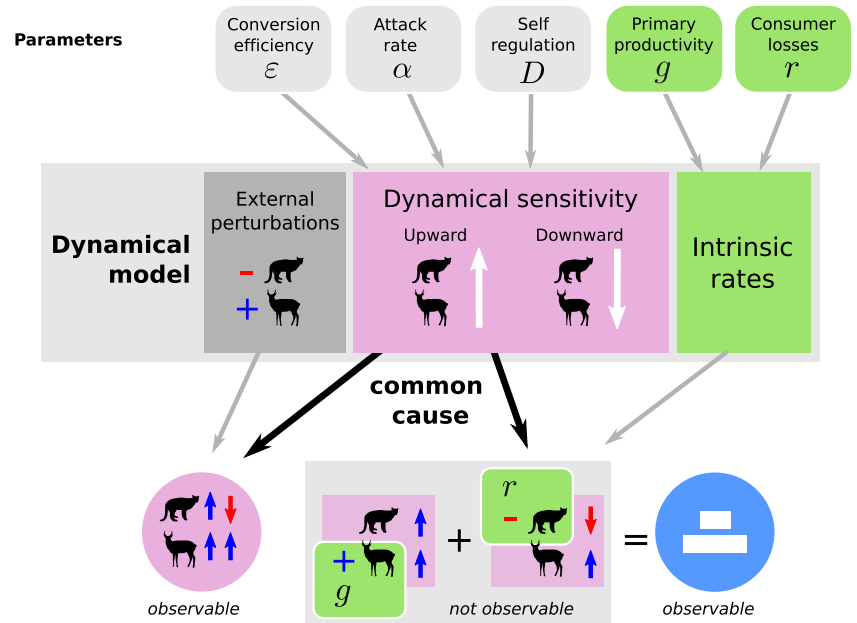 Parameters
Conversion
efficiency
ε
Attack
rate
α
Self
regulation
D
Primary
productivity
g
Consumer
losses
r
Dynamical
model
External
perturbations
–
+
Dynamical sensitivity
Upward
Downward
Intrinsic
rates
common
cause
observable
+
g
+
r
–
not observable
=
observable